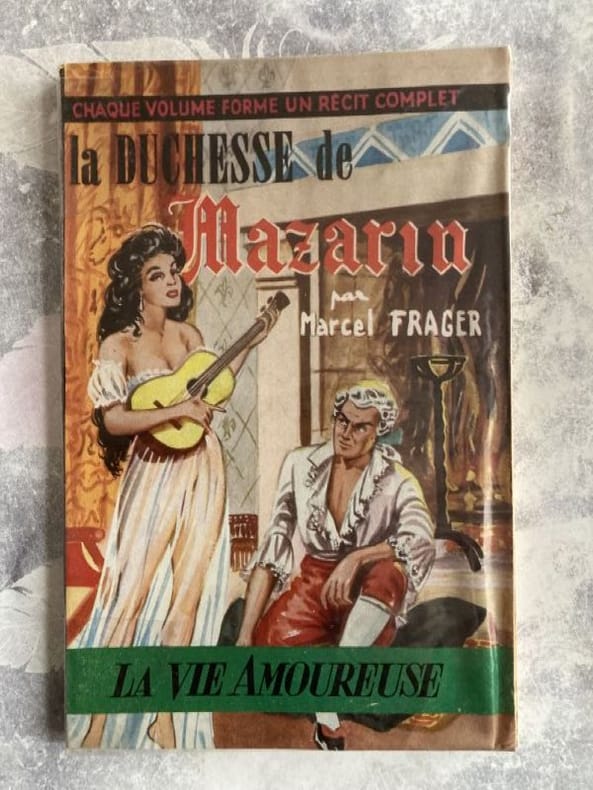 CHAQUE VOLUME FORME UN RÉCIT COMPLET
la DUCHESSE de
Mazarin
par
Marcel FRAGER
LA VIE AMOUREUSE